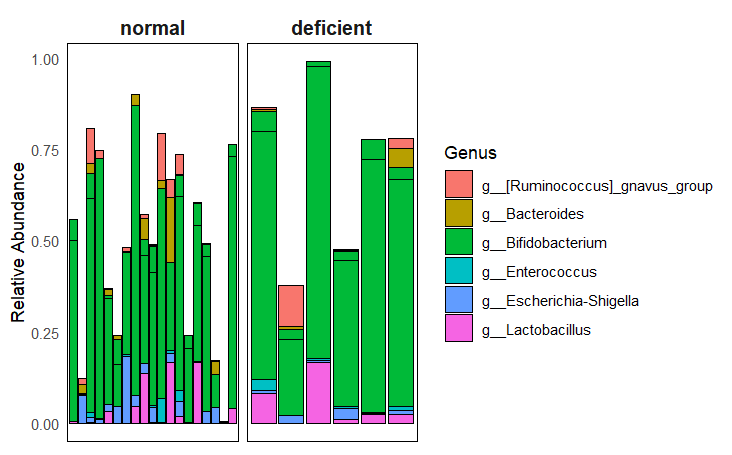 normal deficient
1.00
0.75
0.50
0.25
0.00
Relative Abundance
Genus
g__[Ruminococcus]_gnavus_group
g__Bacteroides
g__Bifidobacterium
g__Enterococcus
g__Escherichia-Shigella
g__Lactobacillus